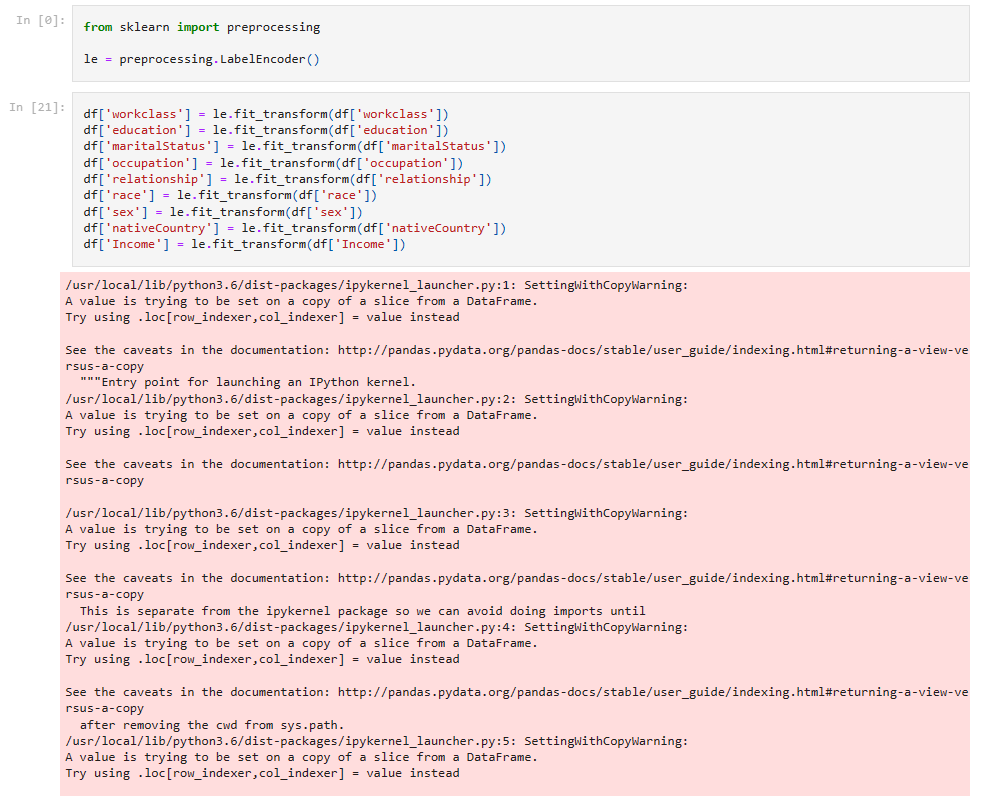 In [0]:
from sklearn import preprocessing
le = preprocessing.LabelEncoder()
In [21]:
df['workclass'] = le.fit_transform(df['workclass'])
df['education'] = le.fit_transform(df['education'])
df['maritalStatus'] = le.fit_transform(df['maritalStatus'])
df['occupation'] = le.fit_transform(df['occupation'])
df['relationship'] = le.fit_transform(df['relationship'])
df['race'] = le.fit_transform(df['race'])
df['sex'] = le.fit_transform(df['sex'])
df['nativeCountry'] = le.fit_transform(df['nativeCountry'])
df['Income'] = le.fit_transform(df['Income'])
/usr/local/lib/python3.6/dist-packages/ipykernel_launcher.py:1: SettingWithCopyWarning:
A value is trying to be set on a copy of a slice from a DataFrame.
Try using .loc[row_indexer,col_indexer] = value instead
See the caveats in the documentation: http://pandas.pydata.org/pandas-docs/stable/user_guide/indexing.html#returning-a-view-ve
rsus-a-copy
  """Entry point for launching an IPython kernel.
/usr/local/lib/python3.6/dist-packages/ipykernel_launcher.py:2: SettingWithCopyWarning:
A value is trying to be set on a copy of a slice from a DataFrame.
Try using .loc[row_indexer,col_indexer] = value instead
See the caveats in the documentation: http://pandas.pydata.org/pandas-docs/stable/user_guide/indexing.html#returning-a-view-ve
rsus-a-copy
/usr/local/lib/python3.6/dist-packages/ipykernel_launcher.py:3: SettingWithCopyWarning:
A value is trying to be set on a copy of a slice from a DataFrame.
Try using .loc[row_indexer,col_indexer] = value instead
See the caveats in the documentation: http://pandas.pydata.org/pandas-docs/stable/user_guide/indexing.html#returning-a-view-ve
rsus-a-copy
  This is separate from the ipykernel package so we can avoid doing imports until
/usr/local/lib/python3.6/dist-packages/ipykernel_launcher.py:4: SettingWithCopyWarning:
A value is trying to be set on a copy of a slice from a DataFrame.
Try using .loc[row_indexer,col_indexer] = value instead
See the caveats in the documentation: http://pandas.pydata.org/pandas-docs/stable/user_guide/indexing.html#returning-a-view-ve
rsus-a-copy
  after removing the cwd from sys.path.
/usr/local/lib/python3.6/dist-packages/ipykernel_launcher.py:5: SettingWithCopyWarning:
A value is trying to be set on a copy of a slice from a DataFrame.
Try using .loc[row_indexer,col_indexer] = value instead